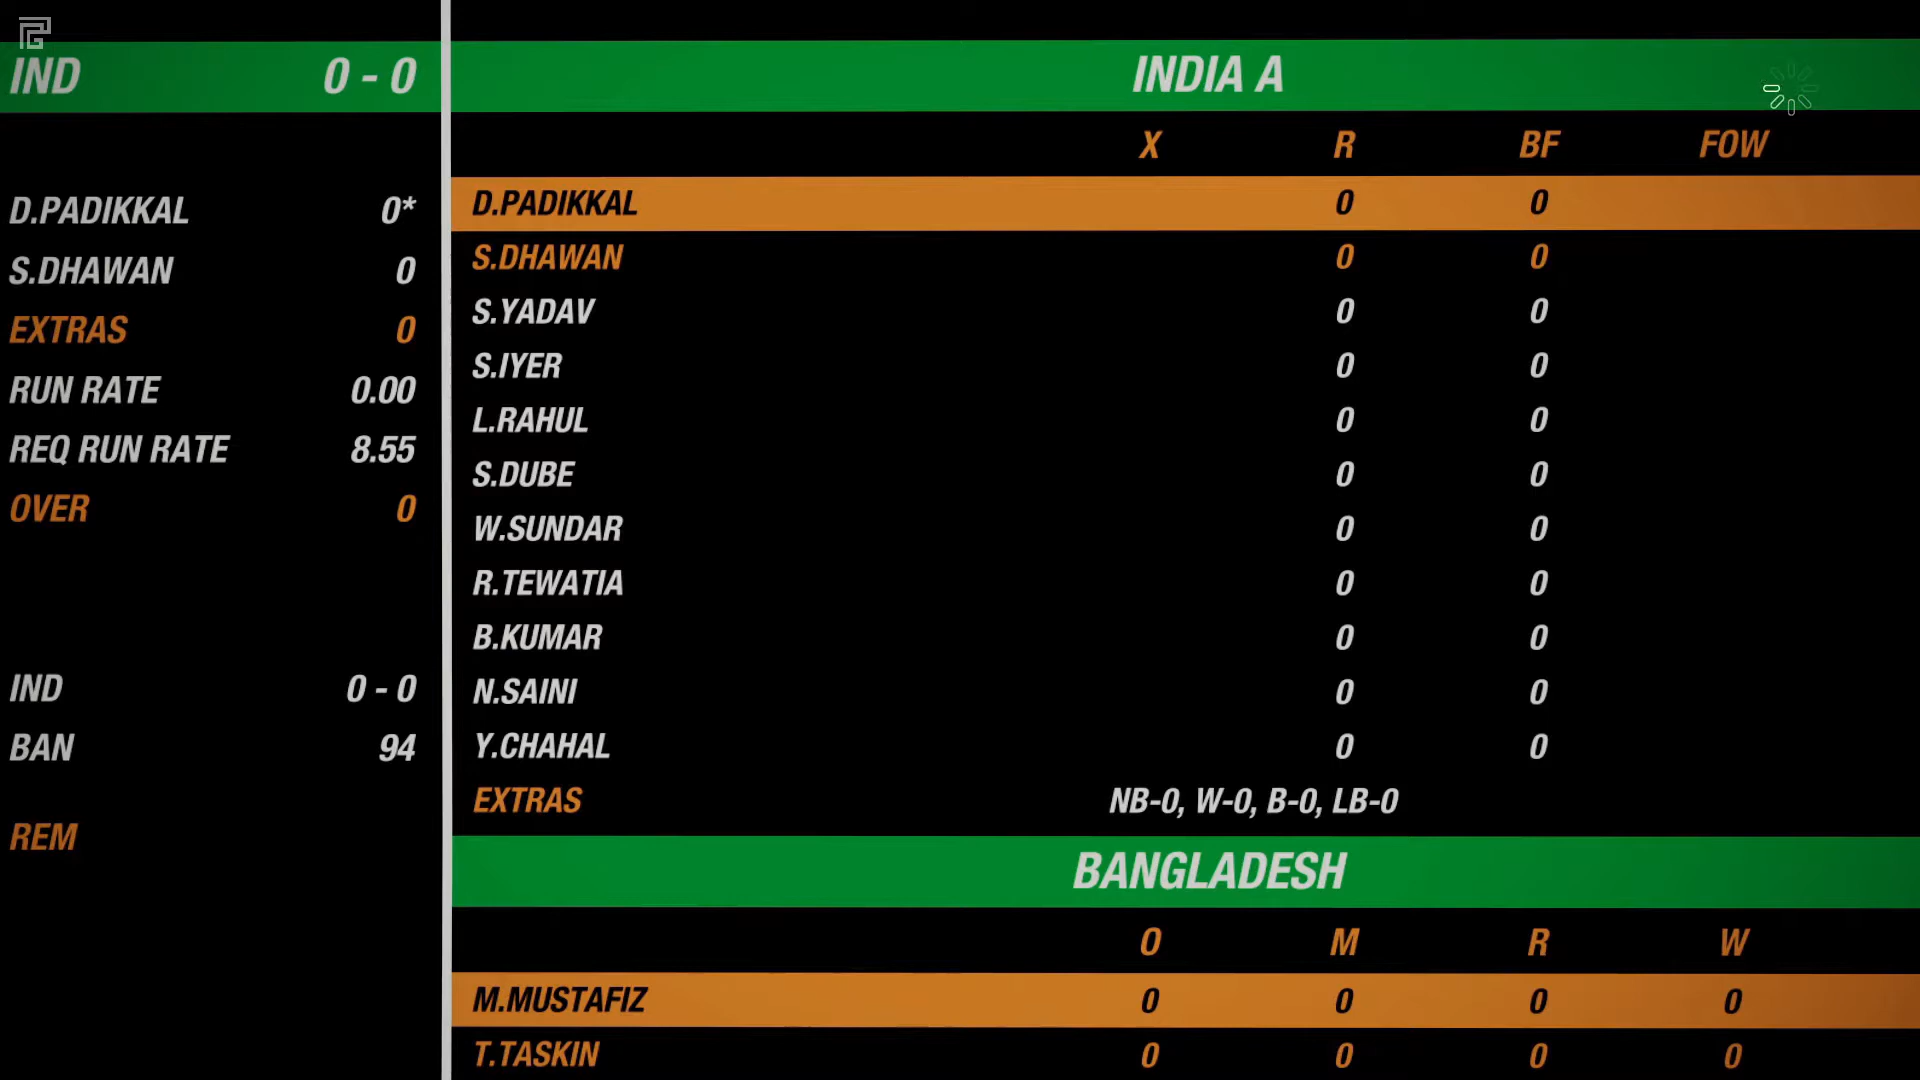 IND 0 - 0
D.PADIKKAL 0*
S.DHAWAN 0
EXTRAS 0
RUN RATE 0.00
REQ RUN RATE 8.55
OVER 0
IND 0 - 0
BAN 94
REM
INDIA A
X R BF FOW
D.PADIKKAL 0 0
S.DHAWAN 0 0
S.YADAV 0 0
S.IYER 0 0
L.RAHUL 0 0
S.DUBE 0 0
W.SUNDAR 0 0
R.TEWATIA 0 0
B.KUMAR 0 0
N.SAINI 0 0
Y.CHAHAL 0 0
EXTRAS NB-0, W-0, B-0, LB-0
BANGLADESH
O M R W
M.MUSTAFIZ 0 0 0 0
T.TASKIN 0 0 0 0